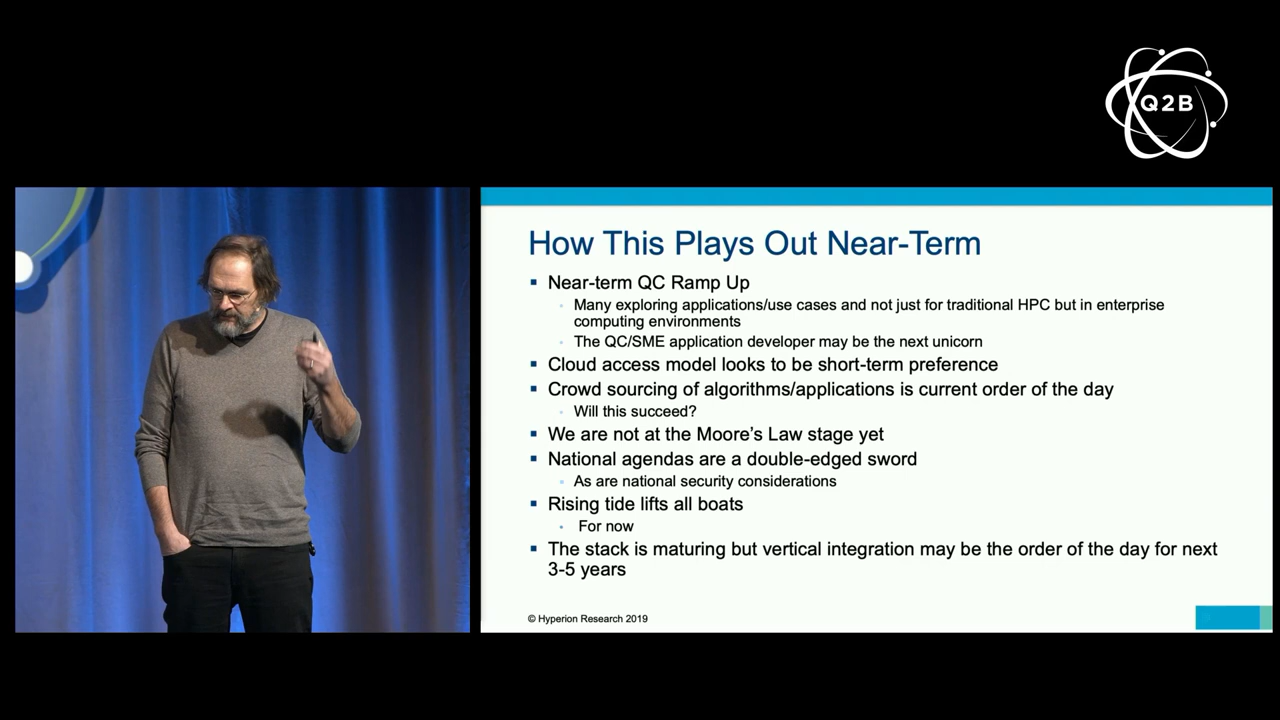 Q2B
How This Plays Out Near-Term
Near-term QC Ramp Up
Many exploring applications/use cases and not just for traditional HPC but in enterprise
computing environments
The QC/SME application developer may be the next unicorn
Cloud access model looks to be short-term preference
Crowd sourcing of algorithms/applications is current order of the day
Will this succeed?
We are not at the Moore's Law stage yet
National agendas are a double-edged sword
As are national security considerations
Rising tide lifts all boats
For now
The stack is maturing but vertical integration may be the order of the day for next
3-5 years
© Hyperion Research 2019